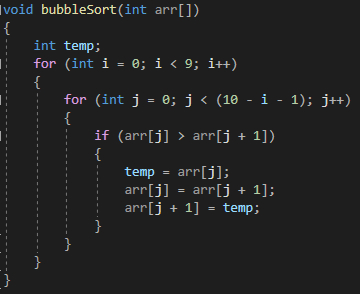 void bubbleSort(int arr[])
{
    int temp;
    for (int i = 0; i < 9; i++)
    {
        for (int j = 0; j < (10 - i - 1); j++)
        {
            if (arr[j] > arr[j + 1])
            {
                temp = arr[j];
                arr[j] = arr[j + 1];
                arr[j + 1] = temp;
            }
        }
    }
}